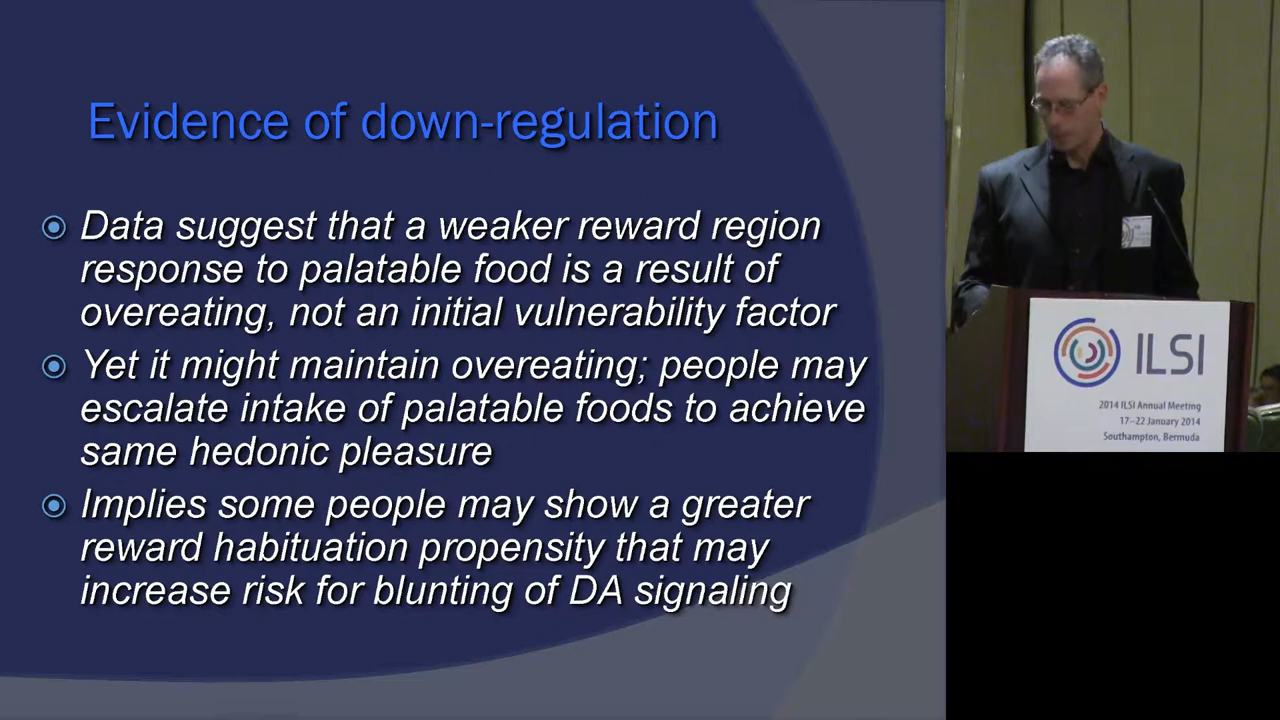 Evidence of down-regulation
Data suggest that a weaker reward region
response to palatable food is a result of
overeating, not an initial vulnerability factor
Yet it might maintain overeating; people may
escalate intake of palatable foods to achieve
same hedonic pleasure
Implies some people may show a greater
reward habituation propensity that may
increase risk for blunting of DA signaling
ILSI
2014 ILSI Annual Meeting
17–22 January 2014
Southampton, Bermuda